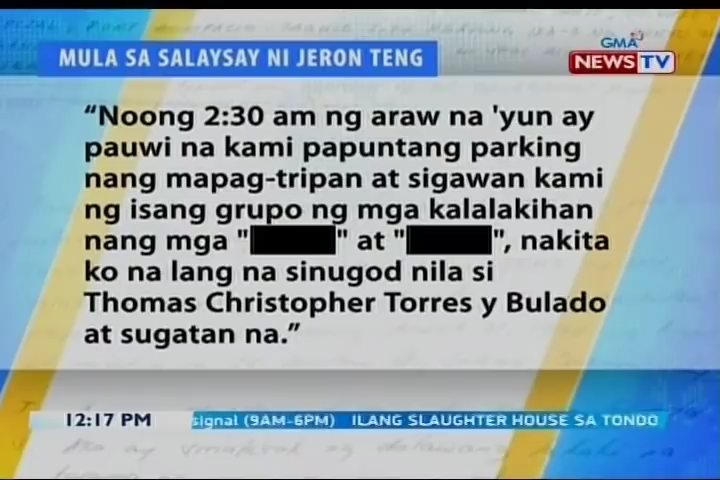 MULA SA SALAYSAY NI JERON TENG
GMA
NEWS TV
“Noong 2:30 am ng araw na 'yun ay
pauwi na kami papuntang parking
nang mapag-tripan at sigawan kami
ng isang grupo ng mga kalalakihan
nang mga "" at "", nakita
ko na lang na sinugod nila si
Thomas Christopher Torres y Bulado
at sugatan na.”
12:17 PM signal (9AM-6PM) ILANG SLAUGHTER HOUSE SA TONDO